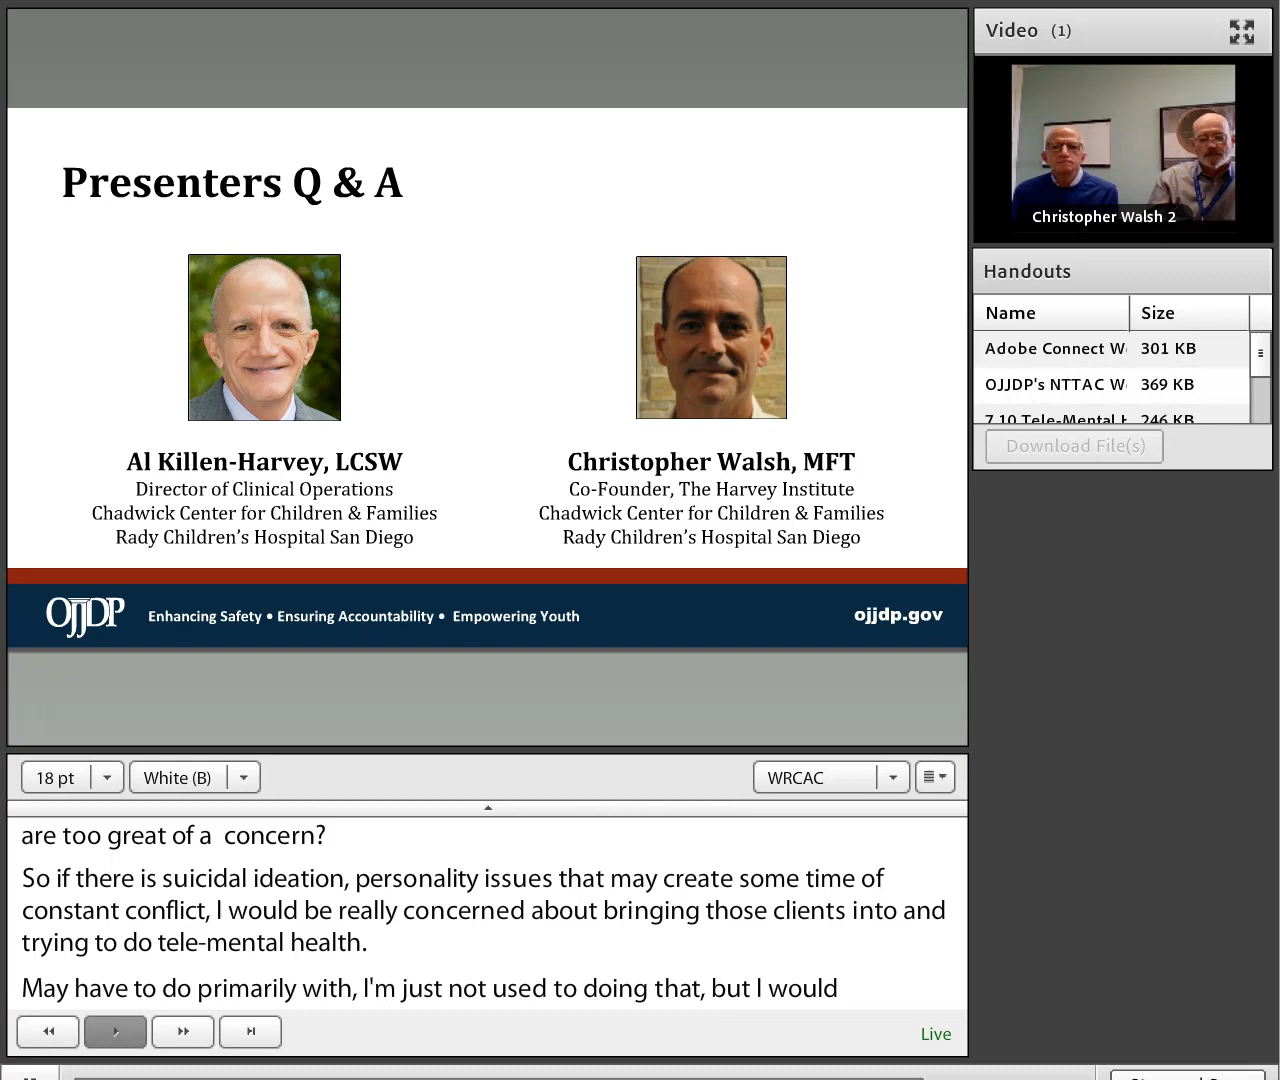 Presenters Q & A
Al Killen-Harvey, LCSW
Director of Clinical Operations
Chadwick Center for Children & Families
Rady Children's Hospital San Diego
Christopher Walsh, MFT
Co-Founder, The Harvey Institute
Chadwick Center for Children & Families
Rady Children's Hospital San Diego
OJJDP
Enhancing Safety • Ensuring Accountability • Empowering Youth
ojjdp.gov
Video (1)
Christopher Walsh 2
Handouts
Name Size
Adobe Connect W 301 KB
OJJDP's NTTAC W 369 KB
7.10 Tele-Mental 246 KB
Download File(s)
18 pt White (B) WRCAC
are too great of a  concern?
So if there is suicidal ideation, personality issues that may create some time of
constant conflict, I would be really concerned about bringing those clients into and
trying to do tele-mental health.
May have to do primarily with, I'm just not used to doing that, but I would
Live